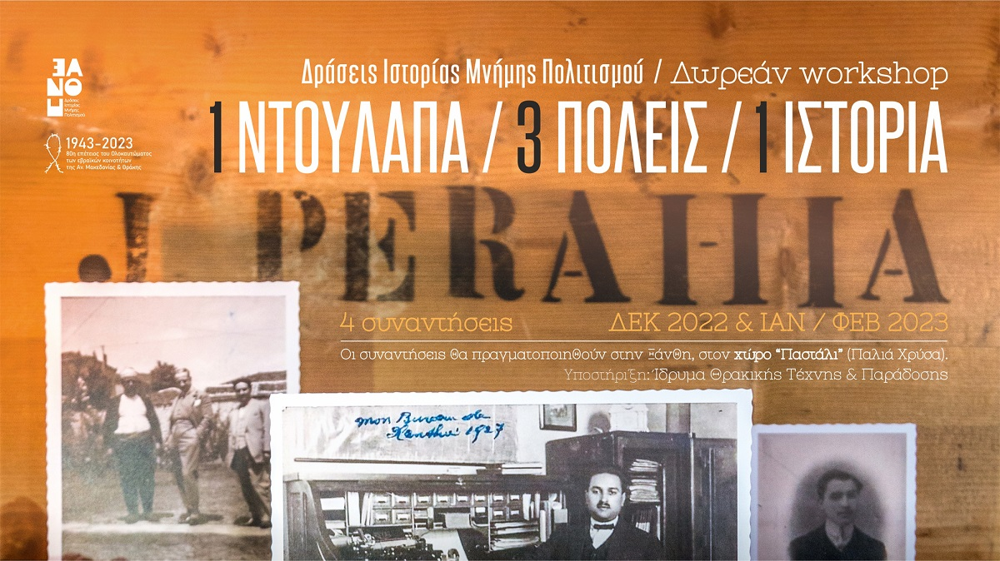 ΞΑΝΘΗ
Δράσεις
Ιστορίας
Μνήμης
Πολιτισμού
1943-2023
80η επέτειος του Ολοκαυτώματος
των εβραϊκών κοινοτήτων
της Αν. Μακεδονίας & Θράκης
Δράσεις Ιστορίας Μνήμης Πολιτισμού / Δωρεάν workshop
1 ΝΤΟΥΛΑΠΑ / 3 ΠΟΛΕΙΣ / 1 ΙΣΤΟΡΙΑ
J. PERAHIA
4 συναντήσεις
ΔΕΚ 2022 & ΙΑΝ / ΦΕΒ 2023
Οι συναντήσεις θα πραγματοποιηθούν στην Ξάνθη, στον χώρο “Παστάλι” (Παλιά Χρύσα).
Υποστήριξη: Ίδρυμα Θρακικής Τέχνης & Παράδοσης
mon Bureau de
Xanthie 1927